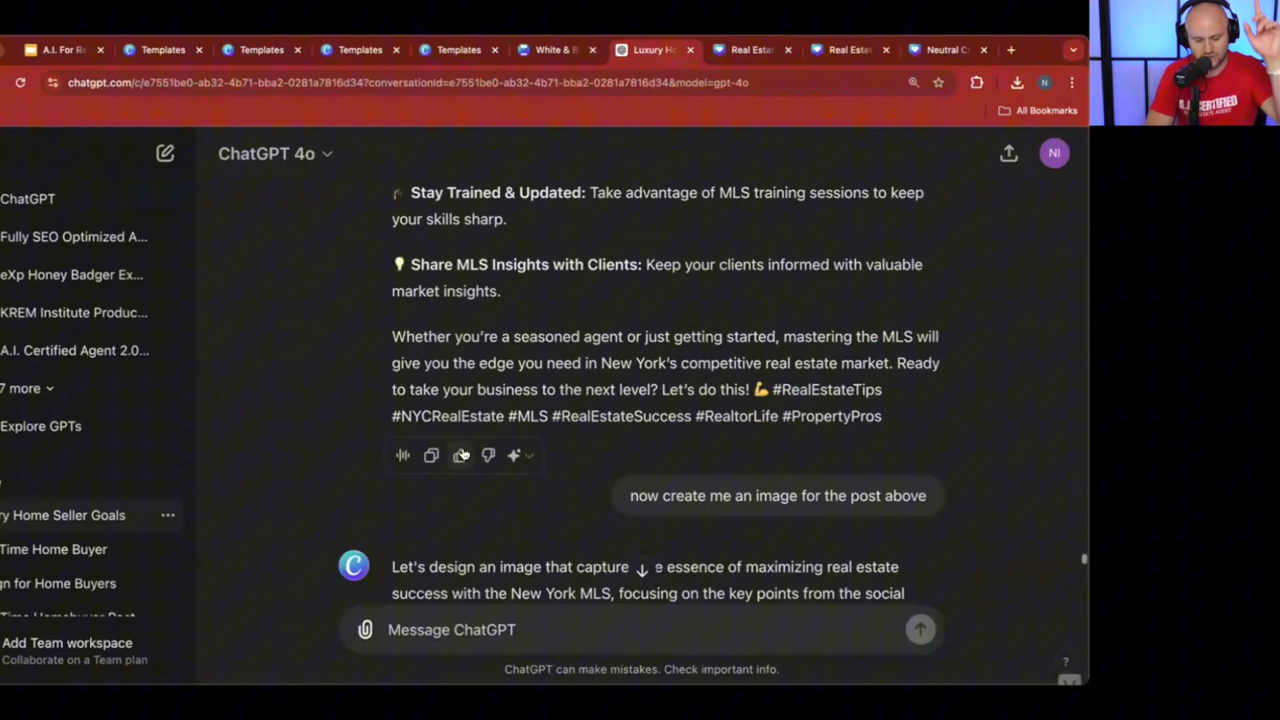 A.I. For Re
Templates
Templates
Templates
Templates
White & B
Luxury Ho
Real Estat
Real Estat
Neutral C
chatgpt.com/c/e7551be0-ab32-4b71-bba2-0281a7816d34?conversationId=e7551be0-ab32-4b71-bba2-0281a7816d34&model=gpt-4o
N
All Bookmarks
A.I. CERTIFIED
ESTATE AGENT
ChatGPT 4o
NI
ChatGPT
Fully SEO Optimized A...
eXp Honey Badger Ex...
KREM Institute Produc...
A.I. Certified Agent 2.0...
7 more
Explore GPTs
ry Home Seller Goals
Time Home Buyer
gn for Home Buyers
Add Team workspace
Collaborate on a Team plan
Stay Trained & Updated: Take advantage of MLS training sessions to keep
your skills sharp.
💡 Share MLS Insights with Clients: Keep your clients informed with valuable
market insights.
Whether you're a seasoned agent or just getting started, mastering the MLS will
give you the edge you need in New York's competitive real estate market. Ready
to take your business to the next level? Let's do this! 💪 #RealEstateTips
#NYCRealEstate #MLS #RealEstateSuccess #RealtorLife #PropertyPros
now create me an image for the post above
Let's design an image that capture e essence of maximizing real estate
success with the New York MLS, focusing on the key points from the social
Message ChatGPT
ChatGPT can make mistakes. Check important info.
?